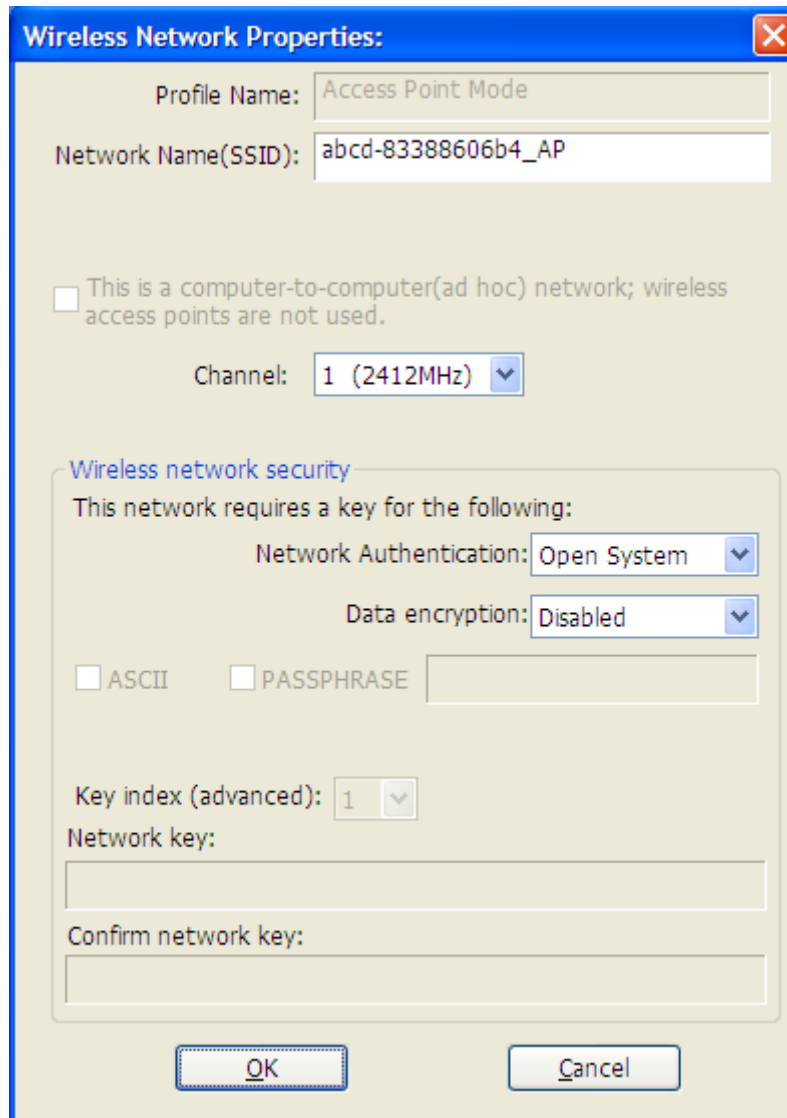 Wireless Network Properties:
Profile Name: Access Point Mode
Network Name(SSID): abcd-83388606b4_AP
This is a computer-to-computer(ad hoc) network; wireless
access points are not used.
Channel: 1 (2412MHz)
Wireless network security
This network requires a key for the following:
Network Authentication: Open System
Data encryption: Disabled
ASCII PASSPHRASE
Key index (advanced): 1
Network key:
Confirm network key:
OK Cancel